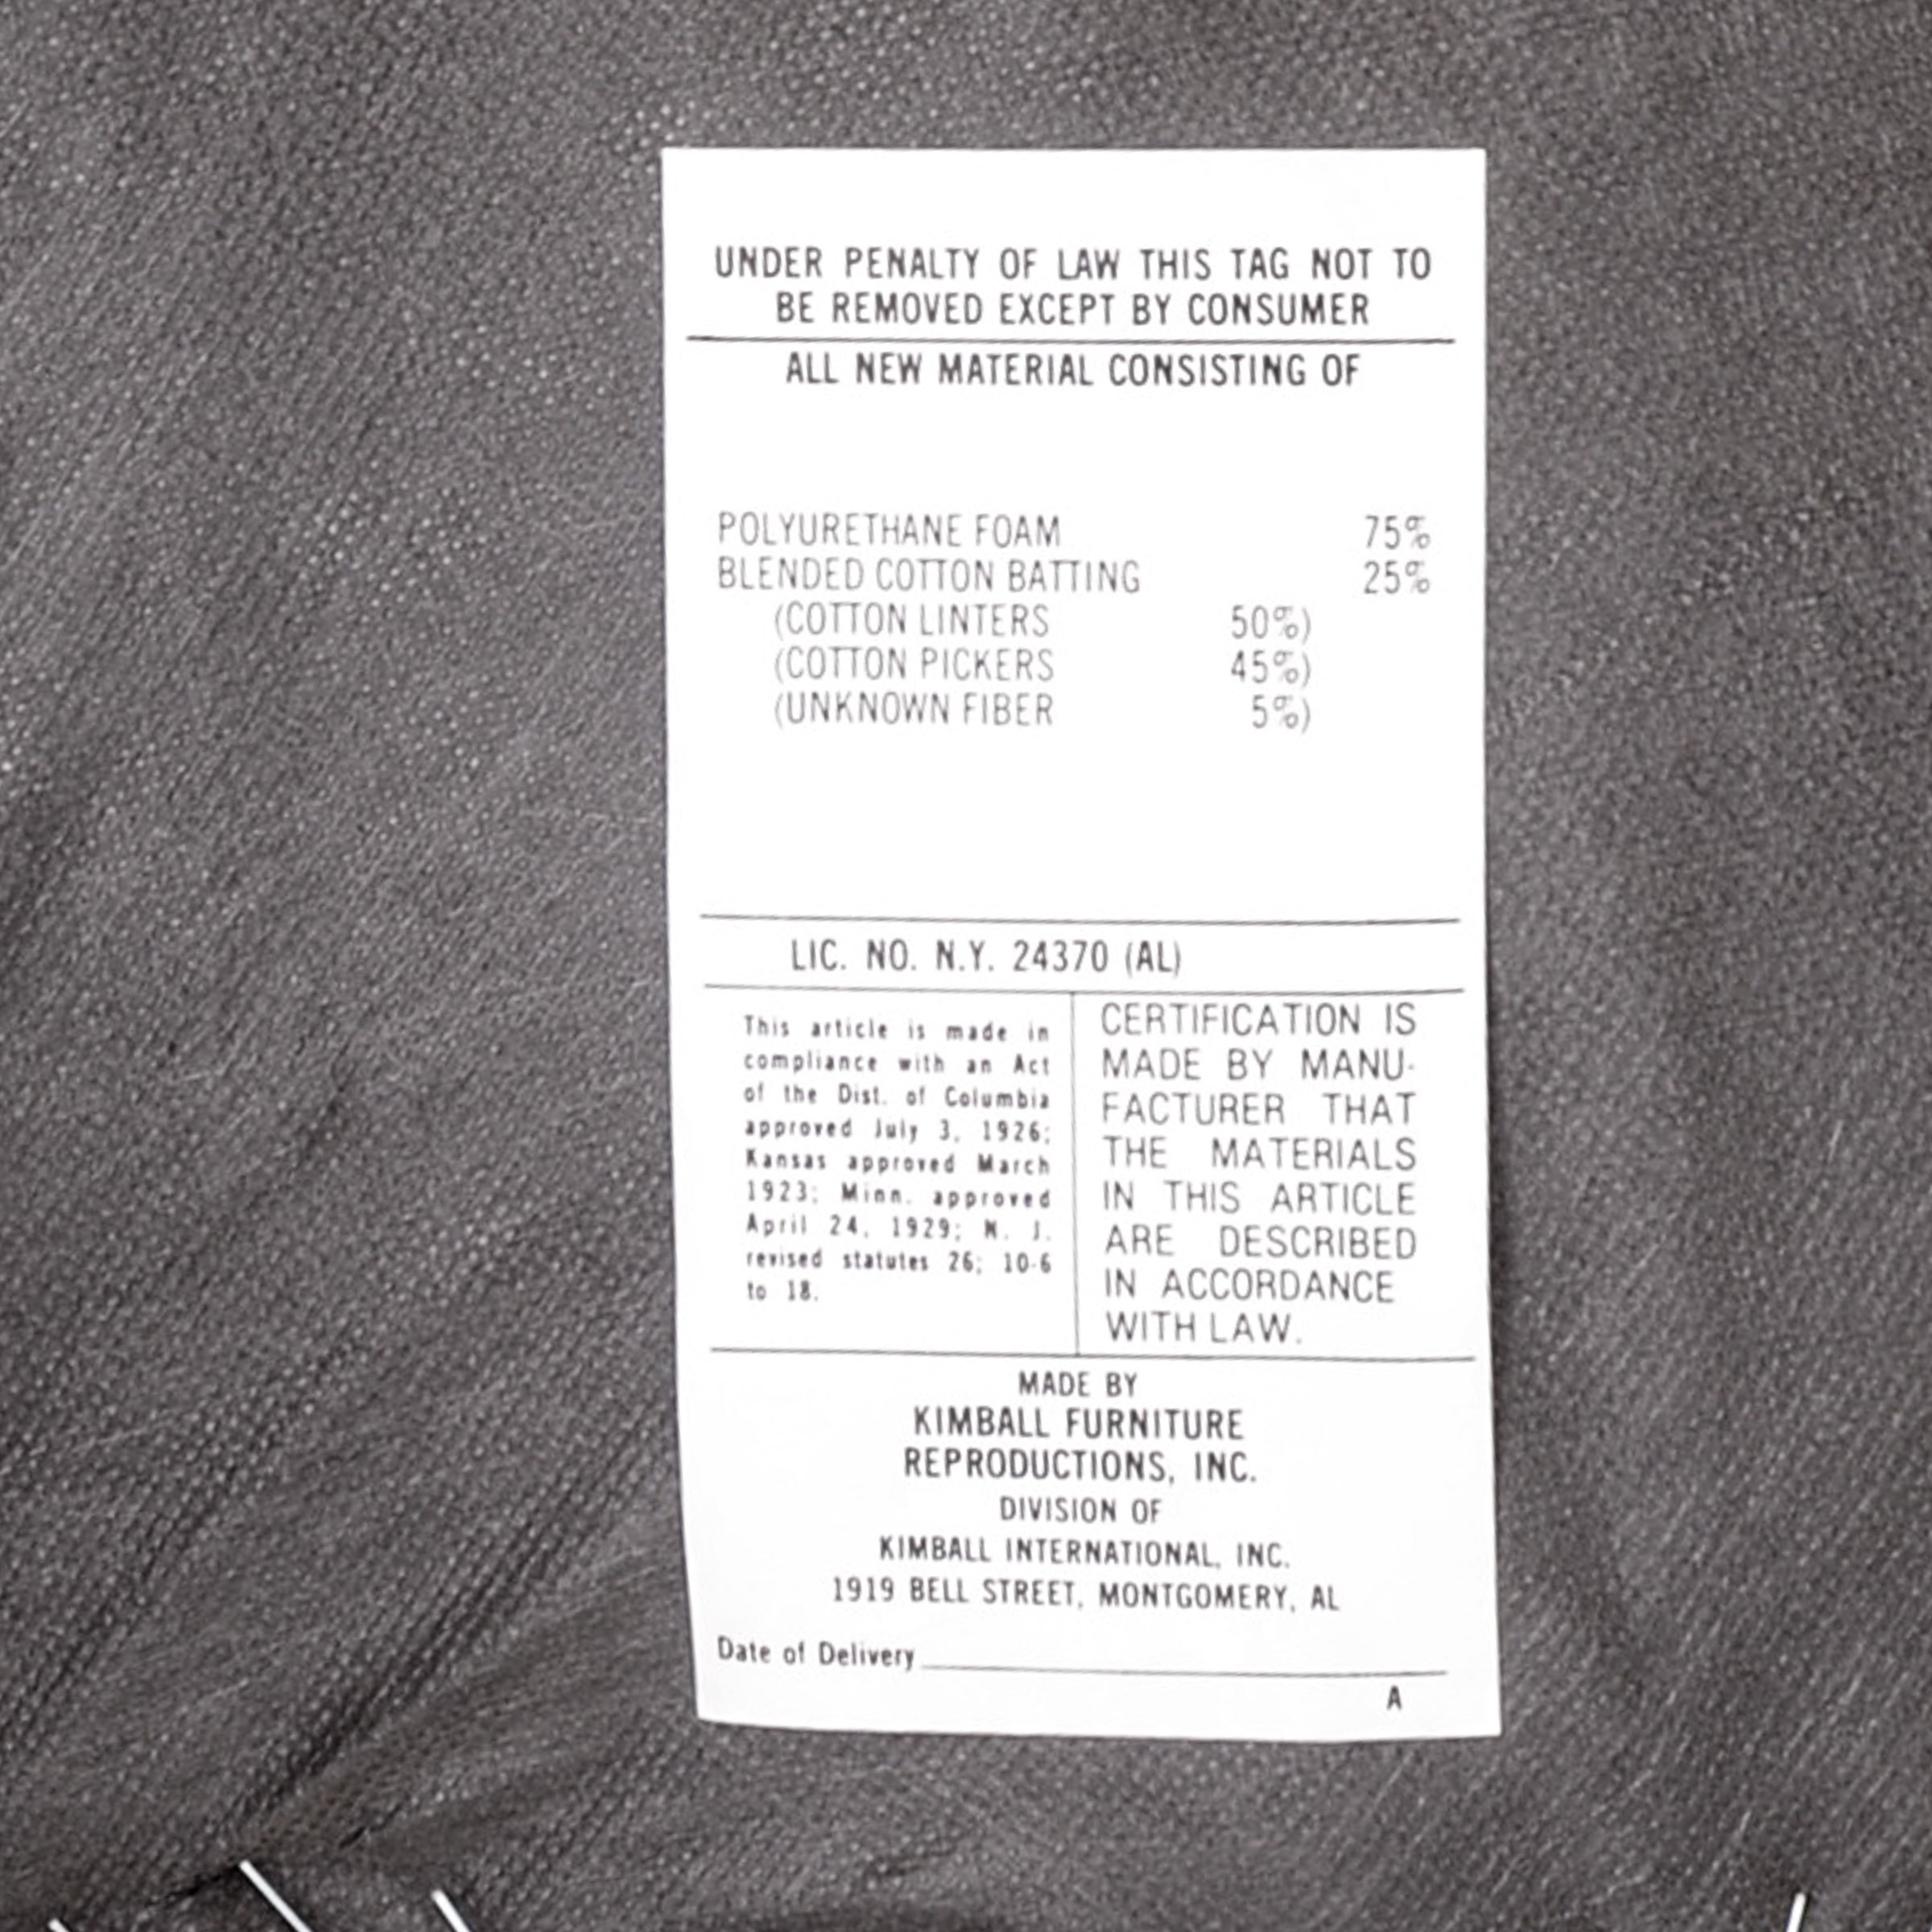 UNDER PENALTY OF LAW THIS TAG NOT TO
BE REMOVED EXCEPT BY CONSUMER
ALL NEW MATERIAL CONSISTING OF
POLYURETHANE FOAM 75%
BLENDED COTTON BATTING 25%
(COTTON LINTERS 50%)
(COTTON PICKERS 45%)
(UNKNOWN FIBER 5%)
LIC. NO. N.Y. 24370 (AL)
This article is made in
compliance with an Act
of the Dist. of Columbia
approved July 3, 1926;
Kansas approved March
1923; Minn. approved
April 24, 1929; N. J.
revised statutes 26; 10-6
to 18.
CERTIFICATION IS
MADE BY MANU-
FACTURER THAT
THE MATERIALS
IN THIS ARTICLE
ARE DESCRIBED
IN ACCORDANCE
WITH LAW.
MADE BY
KIMBALL FURNITURE
REPRODUCTIONS, INC.
DIVISION OF
KIMBALL INTERNATIONAL, INC.
1919 BELL STREET, MONTGOMERY, AL
Date of Delivery
A